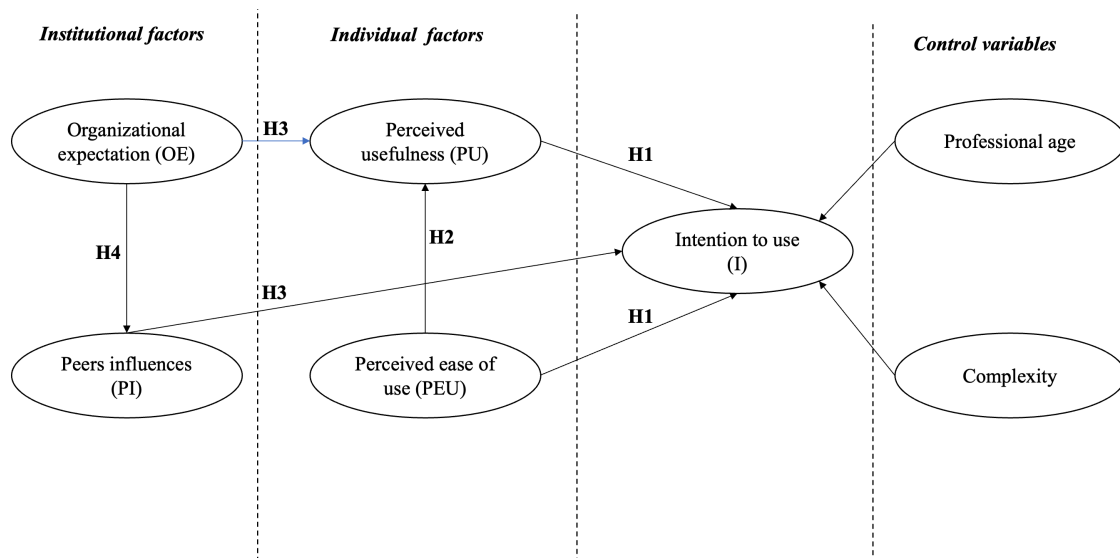 Institutional factors
Individual factors
Control variables
Organizational
expectation (OE)
H3
Perceived
usefulness (PU)
H1
Professional age
H4
H2
Intention to use
(I)
H3
H1
Peers influences
(PI)
Perceived ease of
use (PEU)
Complexity